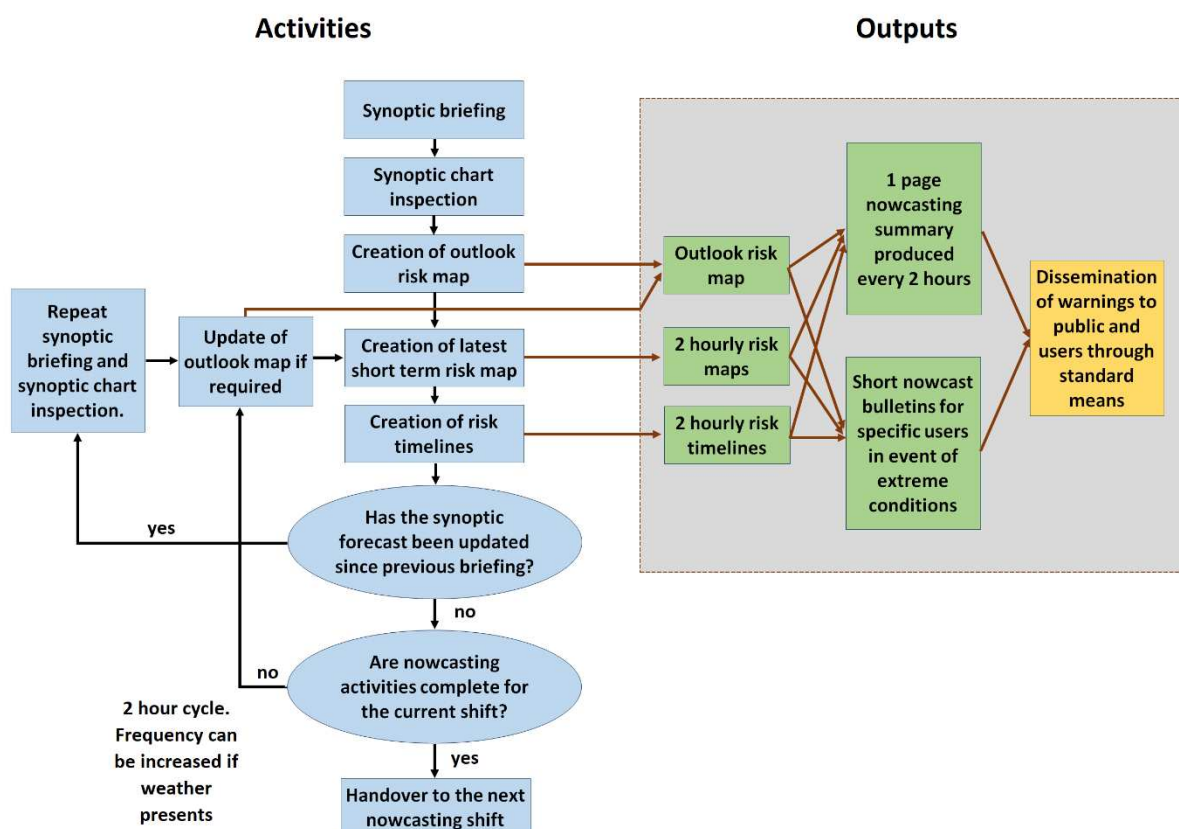 Activities
Outputs
Synoptic briefing
Synoptic chart
inspection
Creation of outlook
risk map
Repeat
synoptic
briefing and
synoptic chart
inspection.
Update of
outlook map if
required
Creation of latest
short term risk map
Creation of risk
timelines
Has the synoptic
forecast been updated
since previous briefing?
yes
no
Are nowcasting
activities complete for
the current shift?
no
yes
2 hour cycle.
Frequency can
be increased if
weather
presents
Handover to the next
nowcasting shift
Outlook risk
map
2 hourly risk
maps
2 hourly risk
timelines
1 page
nowcasting
summary
produced
every 2 hours
Short nowcast
bulletins for
specific users
in event of
extreme
conditions
Dissemination
of warnings to
public and
users through
standard
means